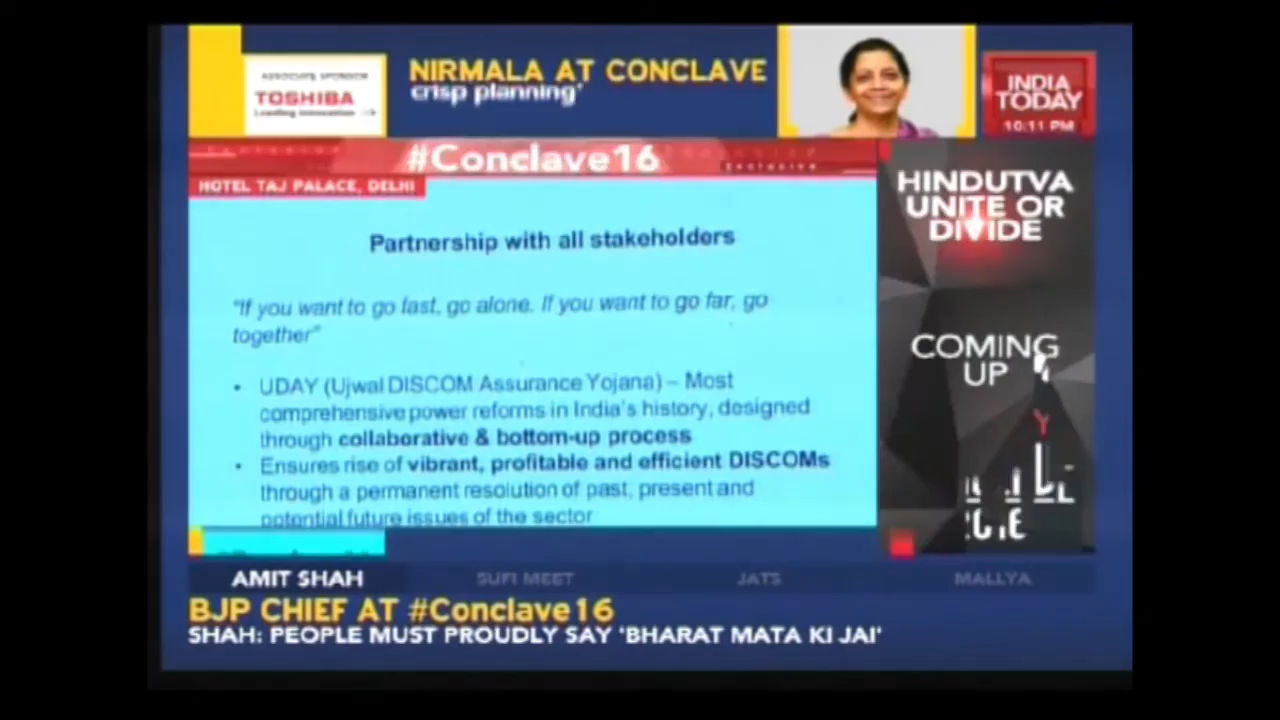 ASSOCIATE SPONSOR
TOSHIBA
Leading Innovation
NIRMALA AT CONCLAVE
crisp planning'
INDIA
TODAY
10:11 PM
#Conclave16
Exclusive
HOTEL TAJ PALACE, DELHI
Partnership with all stakeholders
"If you want to go fast, go alone. If you want to go far, go
together"
• UDAY (Ujwal DISCOM Assurance Yojana) – Most
comprehensive power reforms in India's history, designed
through collaborative & bottom-up process
• Ensures rise of vibrant, profitable and efficient DISCOMs
through a permanent resolution of past, present and
potential future issues of the sector
HINDUTVA
UNITE OR
DIVIDE
COMING
UP
AMIT SHAH
SUFI MEET
JATS
MALLYA
BJP CHIEF AT #Conclave16
SHAH: PEOPLE MUST PROUDLY SAY 'BHARAT MATA KI JAI'